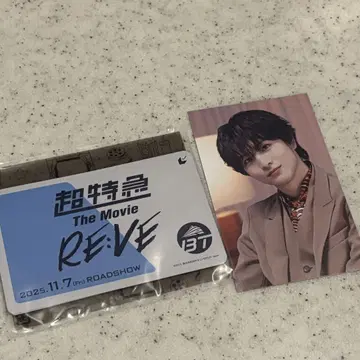 超特急
The Movie
RE:VE
BT
2025.11.7(Fri) ROADSHOW